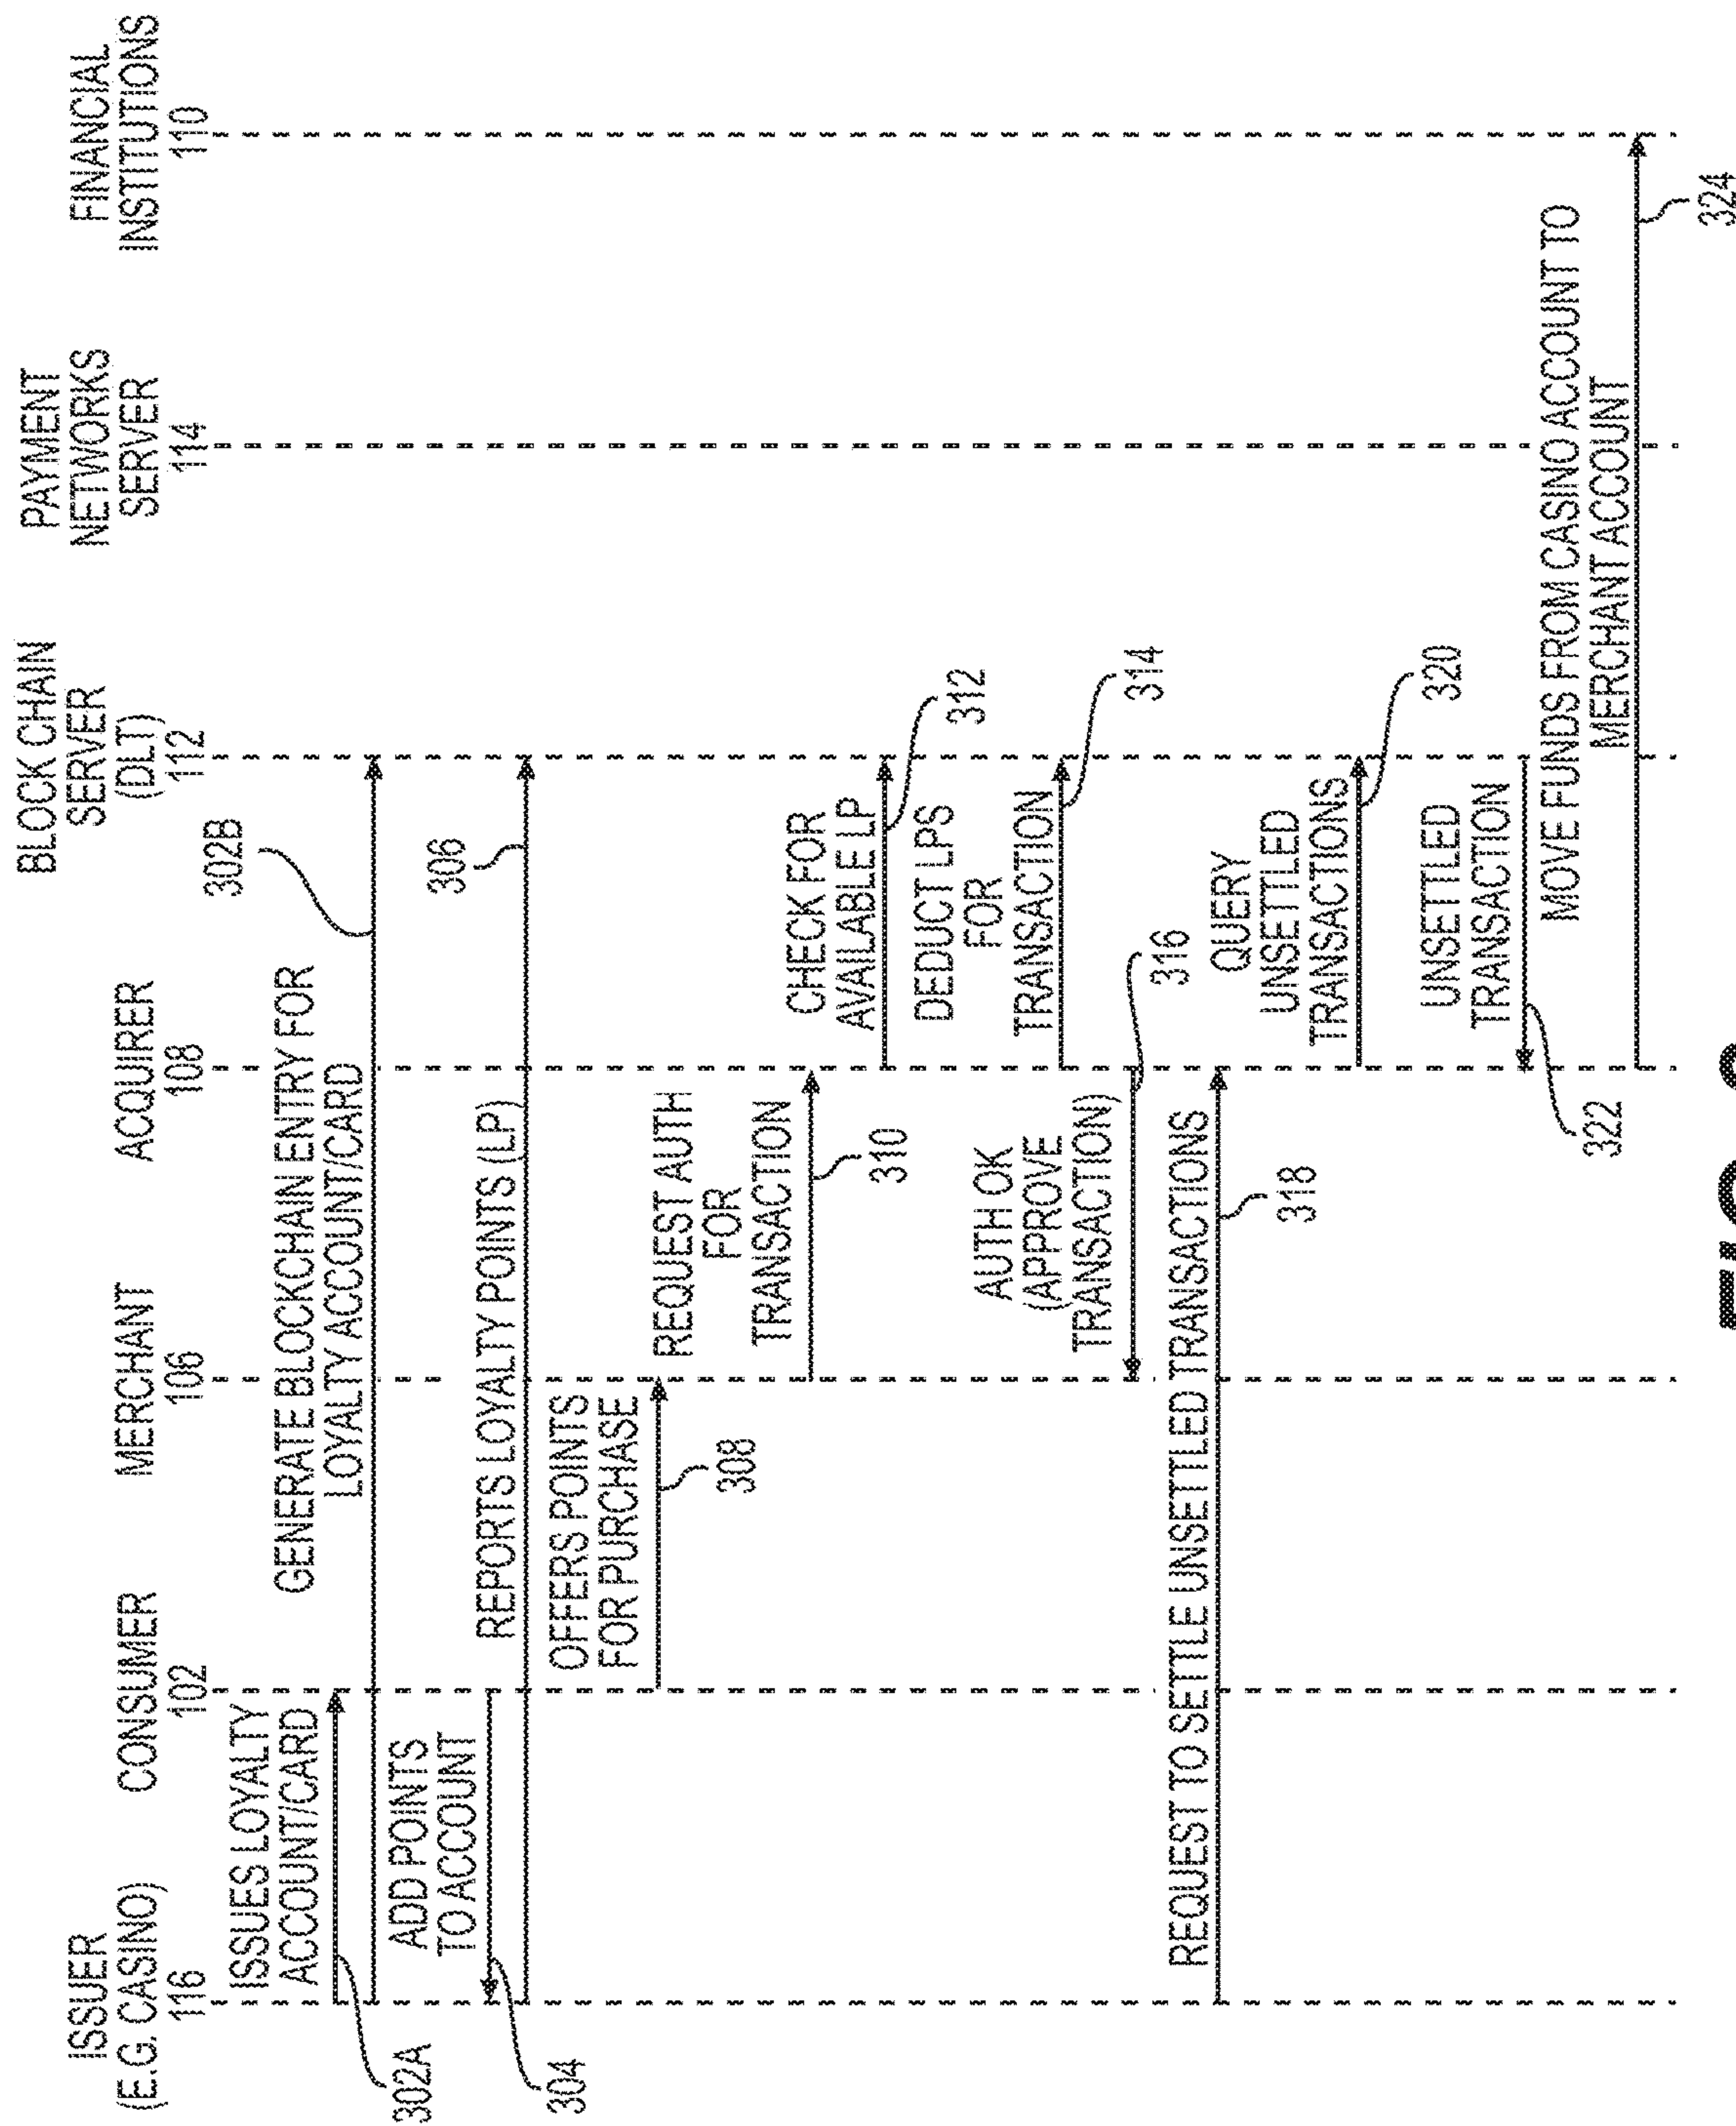 ISSUER
(E.G. CASINO)
116
CONSUMER
102
MERCHANT
106
ACQUIRER
108
BLOCK CHAIN
SERVER
(DLT)
112
PAYMENT
NETWORKS
SERVER
114
FINANCIAL
INSTITUTIONS
110
ISSUES LOYALTY
ACCOUNT/CARD
302A
GENERATE BLOCKCHAIN ENTRY FOR
LOYALTY ACCOUNT/CARD
302B
ADD POINTS
TO ACCOUNT
304
REPORTS LOYALTY POINTS (LP)
306
OFFERS POINTS
FOR PURCHASE
308
REQUEST AUTH
FOR
TRANSACTION
310
CHECK FOR
AVAILABLE LP
312
DEDUCT LPS
FOR
TRANSACTION
314
AUTH OK
(APPROVE
TRANSACTION)
316
REQUEST TO SETTLE UNSETTLED TRANSACTIONS
318
QUERY
UNSETTLED
TRANSACTIONS
320
UNSETTLED
TRANSACTION
322
MOVE FUNDS FROM CASINO ACCOUNT TO
MERCHANT ACCOUNT
324